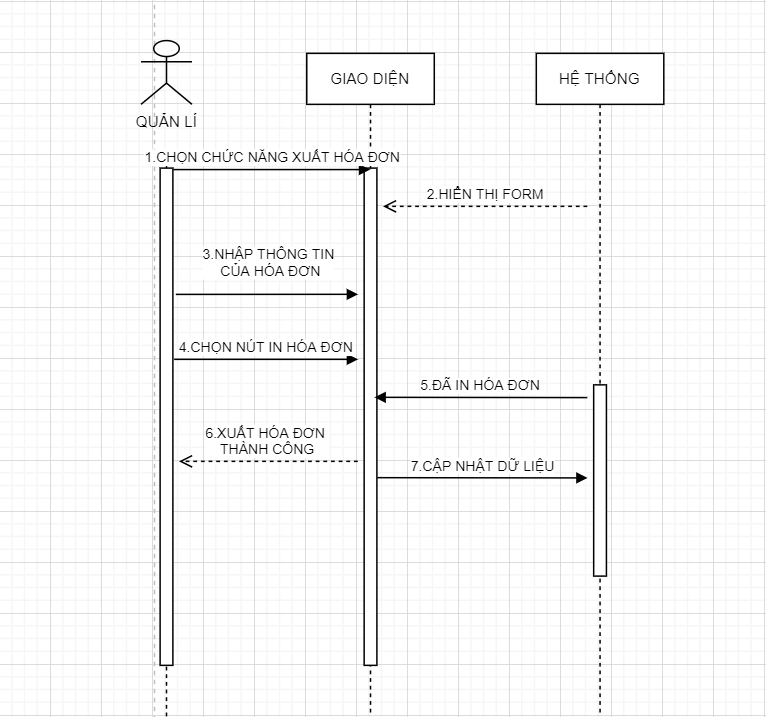 GIAO DIỆN
HỆ THỐNG
QUẢN LÍ
1.CHỌN CHỨC NĂNG XUẤT HÓA ĐƠN
2.HIỂN THỊ FORM
3.NHẬP THÔNG TIN
CỦA HÓA ĐƠN
4.CHỌN NÚT IN HÓA ĐƠN
5.ĐÃ IN HÓA ĐƠN
6.XUẤT HÓA ĐƠN
THÀNH CÔNG
7.CẬP NHẬT DỮ LIỆU